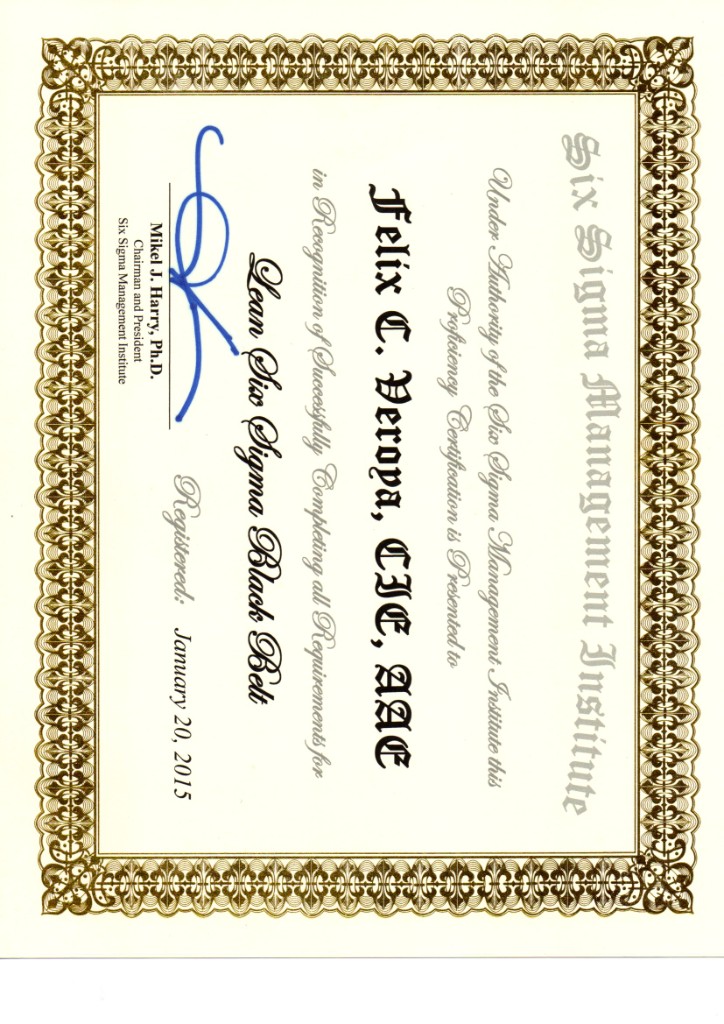 Six Sigma Management Institute
Under Authority of the Six Sigma Management Institute this
Proficiency Certification is Presented to
Felix C. Veroya, CIE, AAE
in Recognition of Successfully Completing all Requirements for
Lean Six Sigma Black Belt
Registered: January 20, 2015
Mikel J. Harry, Ph.D.
Chairman and President
Six Sigma Management Institute